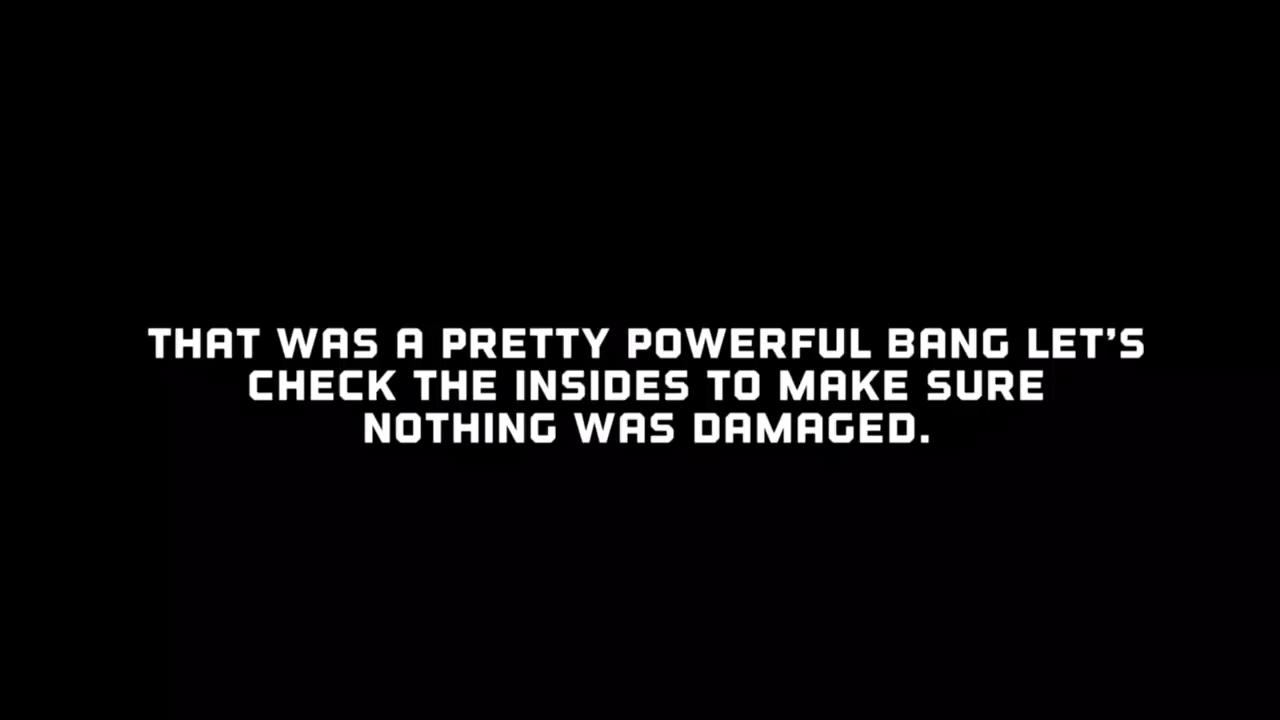 THAT WAS A PRETTY POWERFUL BANG LET’S
CHECK THE INSIDES TO MAKE SURE
NOTHING WAS DAMAGED.